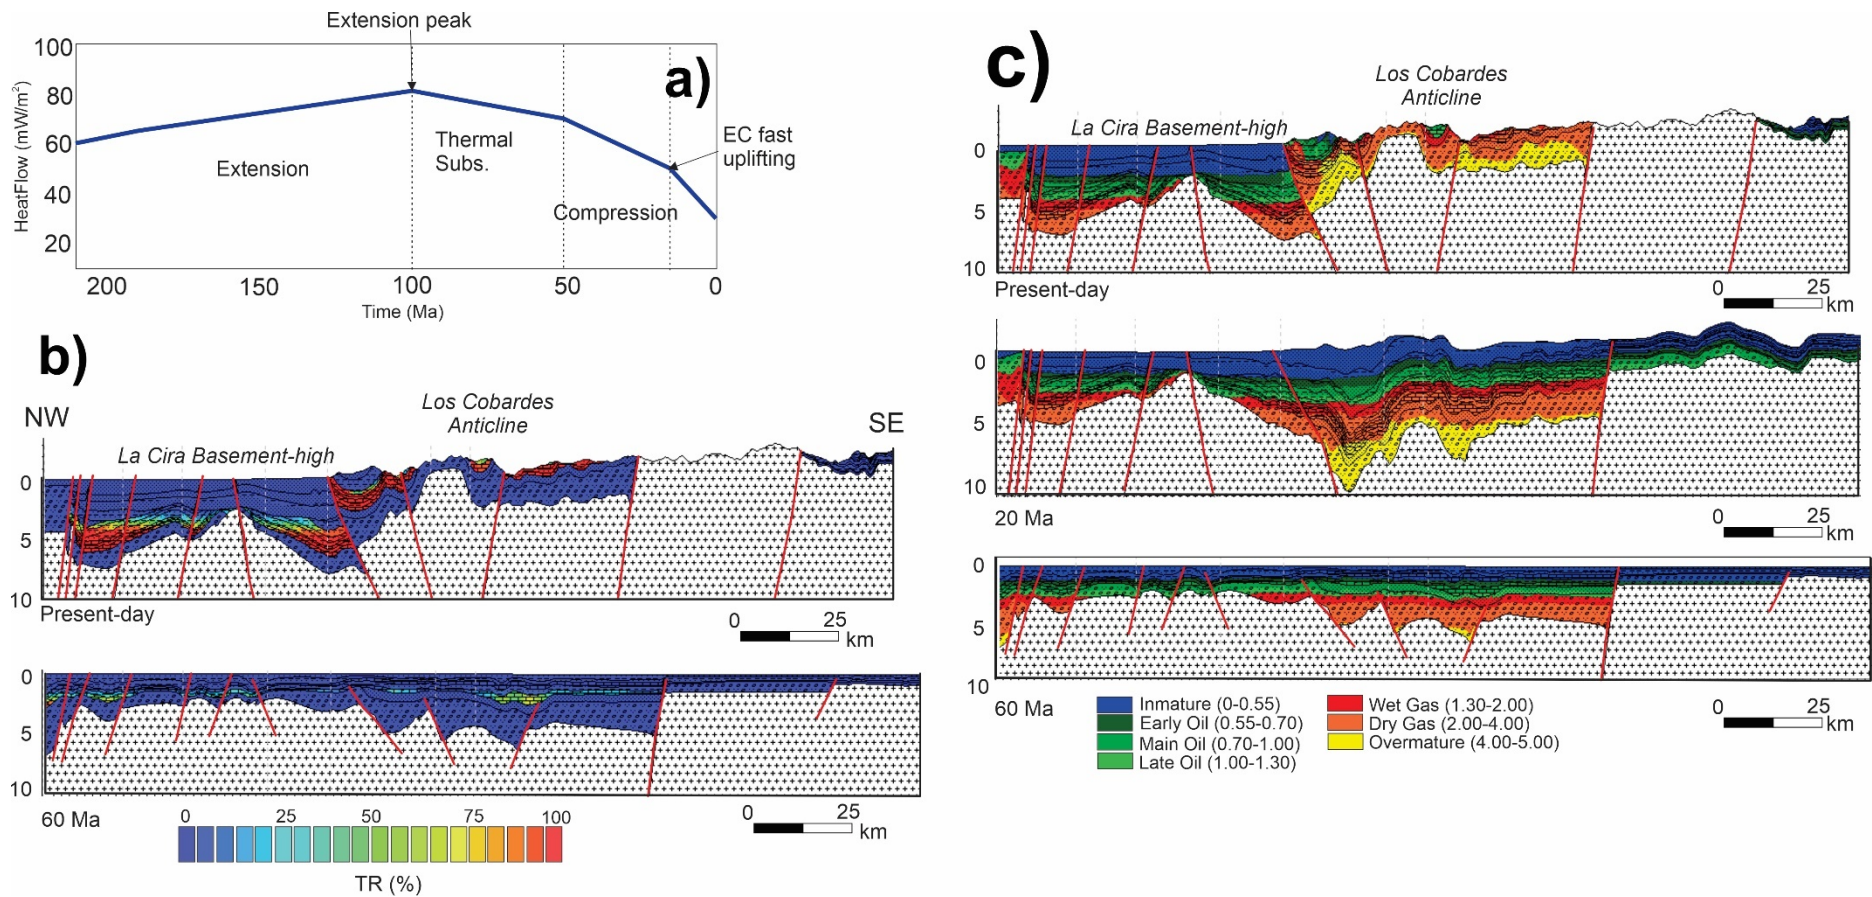 Extension peak
a)
100
80
60
40
20
HeatFlow (mW/m²)
Extension
Thermal
Subs.
Compression
EC fast
uplifting
200
150
100
50
0
Time (Ma)
b)
NW
SE
Los Cobardes
Anticline
La Cira Basement-high
0
5
10
Present-day
0
25
km
0
5
10
60 Ma
0
25
km
0
25
50
75
100
TR (%)
c)
Los Cobardes
Anticline
La Cira Basement-high
0
5
10
Present-day
0
25
km
0
5
10
20 Ma
0
25
km
0
5
10
60 Ma
0
25
km
Inmature (0-0.55)
Early Oil (0.55-0.70)
Main Oil (0.70-1.00)
Late Oil (1.00-1.30)
Wet Gas (1.30-2.00)
Dry Gas (2.00-4.00)
Overmature (4.00-5.00)